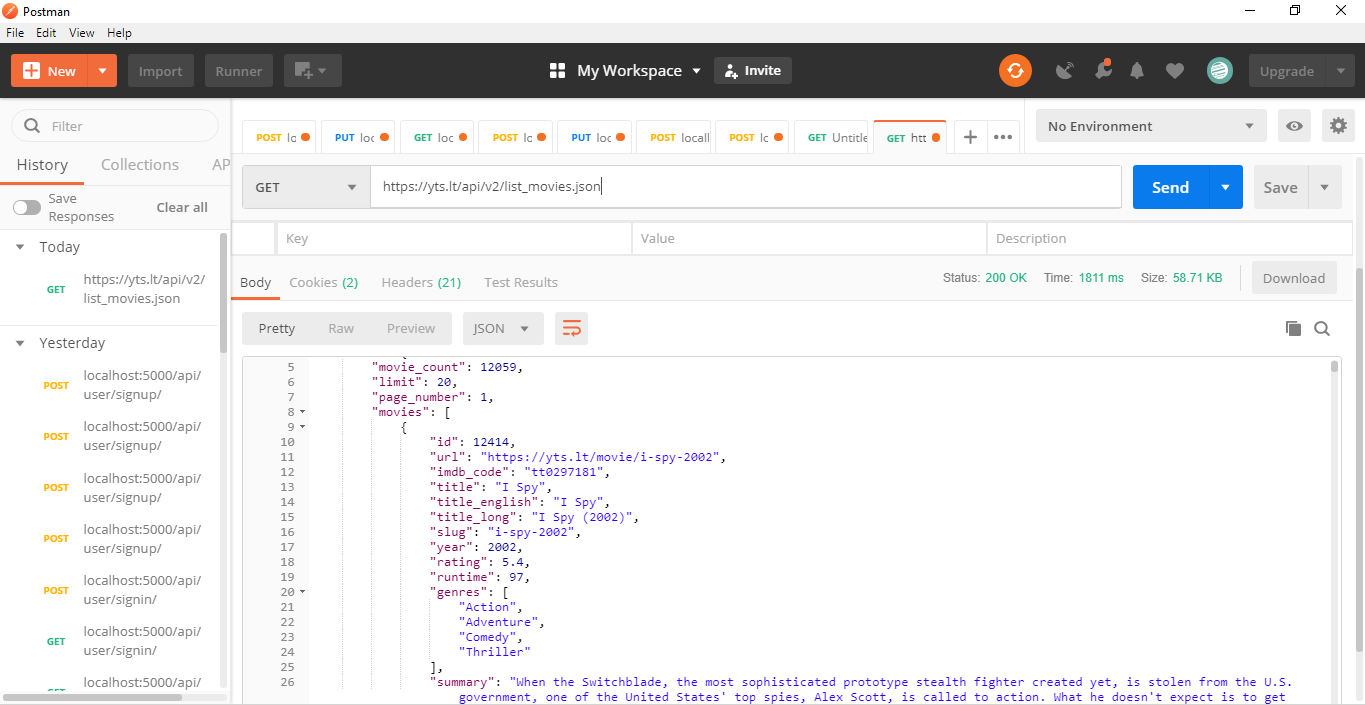 Postman
File Edit View Help
New Import Runner My Workspace Invite Upgrade
Filter
History Collections AP
Save Responses Clear all
Today
GET https://yts.lt/api/v2/
list_movies.json
Yesterday
POST localhost:5000/api/
user/signup/
POST localhost:5000/api/
user/signup/
POST localhost:5000/api/
user/signup/
POST localhost:5000/api/
user/signup/
POST localhost:5000/api/
user/signin/
GET localhost:5000/api/
user/signin/
GET localhost:5000/api/
POST lc PUT loc GET loc POST lc PUT loc POST locall POST lc GET Untitle GET htt No Environment
GET https://yts.lt/api/v2/list_movies.json Send Save
Key Value Description
Body Cookies (2) Headers (21) Test Results Status: 200 OK Time: 1811 ms Size: 58.71 KB Download
Pretty Raw Preview JSON
5 "movie_count": 12059,
6 "limit": 20,
7 "page_number": 1,
8 "movies": [
9 {
10 "id": 12414,
11 "url": "https://yts.lt/movie/i-spy-2002",
12 "imdb_code": "tt0297181",
13 "title": "I Spy",
14 "title_english": "I Spy",
15 "title_long": "I Spy (2002)",
16 "slug": "i-spy-2002",
17 "year": 2002,
18 "rating": 5.4,
19 "runtime": 97,
20 "genres": [
21 "Action",
22 "Adventure",
23 "Comedy",
24 "Thriller"
25 ],
26 "summary": "When the Switchblade, the most sophisticated prototype stealth fighter created yet, is stolen from the U.S.
government, one of the United States' top spies, Alex Scott, is called to action. What he doesn't expect is to get